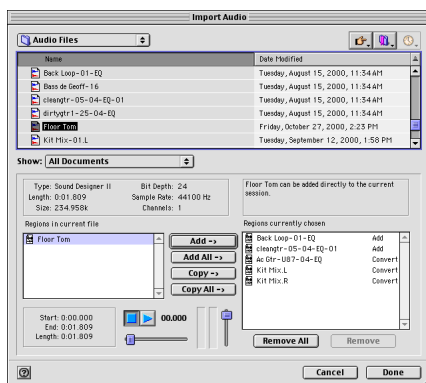 Import Audio
Audio Files
Name Date Modified
Back Loop-01-EQ Tuesday, August 15, 2000, 11:34 AM
Bass de Geoff-16 Tuesday, August 15, 2000, 11:34 AM
cleangtr-05-04-EQ-01 Tuesday, August 15, 2000, 11:34 AM
dirtygtr1-25-04-EQ Tuesday, August 15, 2000, 11:34 AM
Floor Tom Friday, October 27, 2000, 2:23 PM
Kit Mix-01.L Tuesday, September 12, 2000, 1:58 PM
Show: All Documents
Type: Sound Designer II Bit Depth: 24
Length: 0:01.809 Sample Rate: 44100 Hz
Size: 234.958k Channels: 1
Floor Tom can be added directly to the current
session.
Regions in current file
Floor Tom
Add ->
Add All ->
Copy ->
Copy All ->
Regions currently chosen
Back Loop-01-EQ Add
cleangtr-05-04-EQ-01 Add
Ac Gtr-U87-04-EQ Convert
Kit Mix.L Convert
Kit Mix.R Convert
Start: 0:00.000
End: 0:01.809
Length: 0:01.809
00.000
Remove All Remove
? Cancel Done